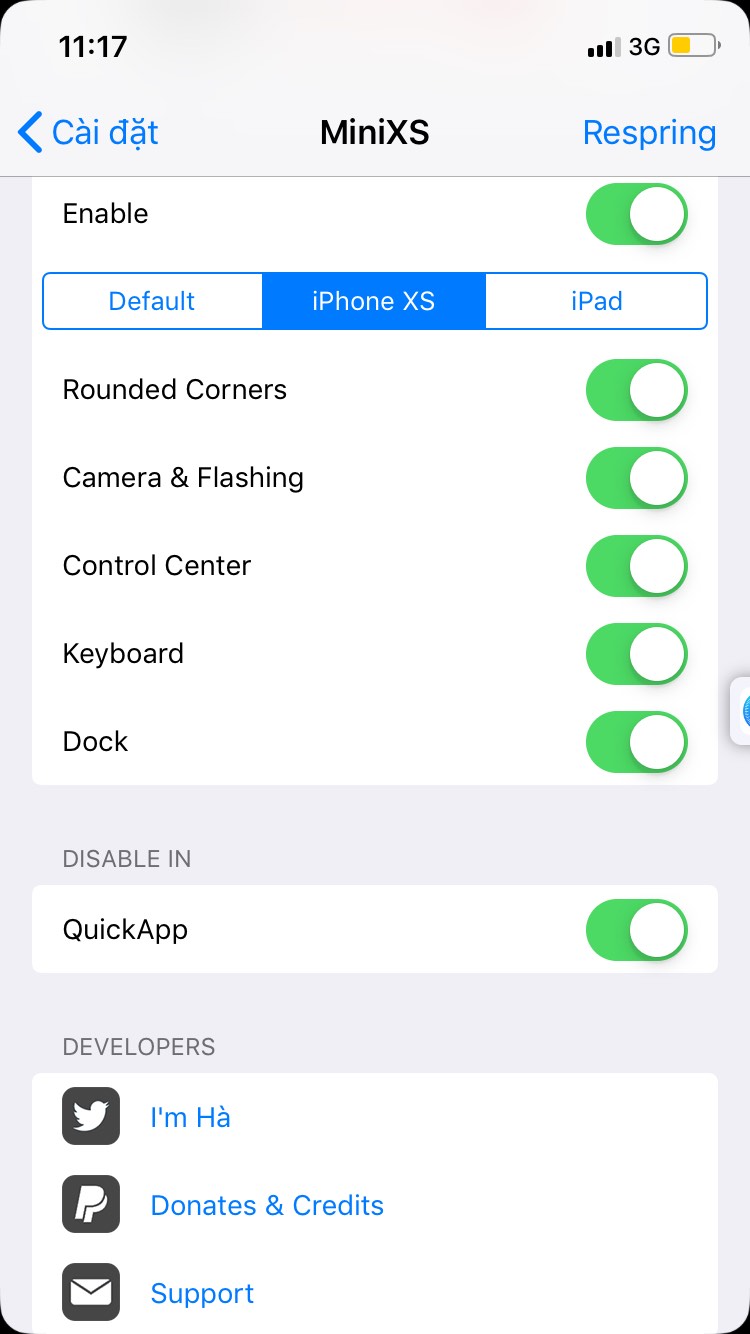 11:17 3G
Cài đặt MiniXS Respring
Enable
Default iPhone XS iPad
Rounded Corners
Camera & Flashing
Control Center
Keyboard
Dock
DISABLE IN
QuickApp
DEVELOPERS
I'm Hà
Donates & Credits
Support